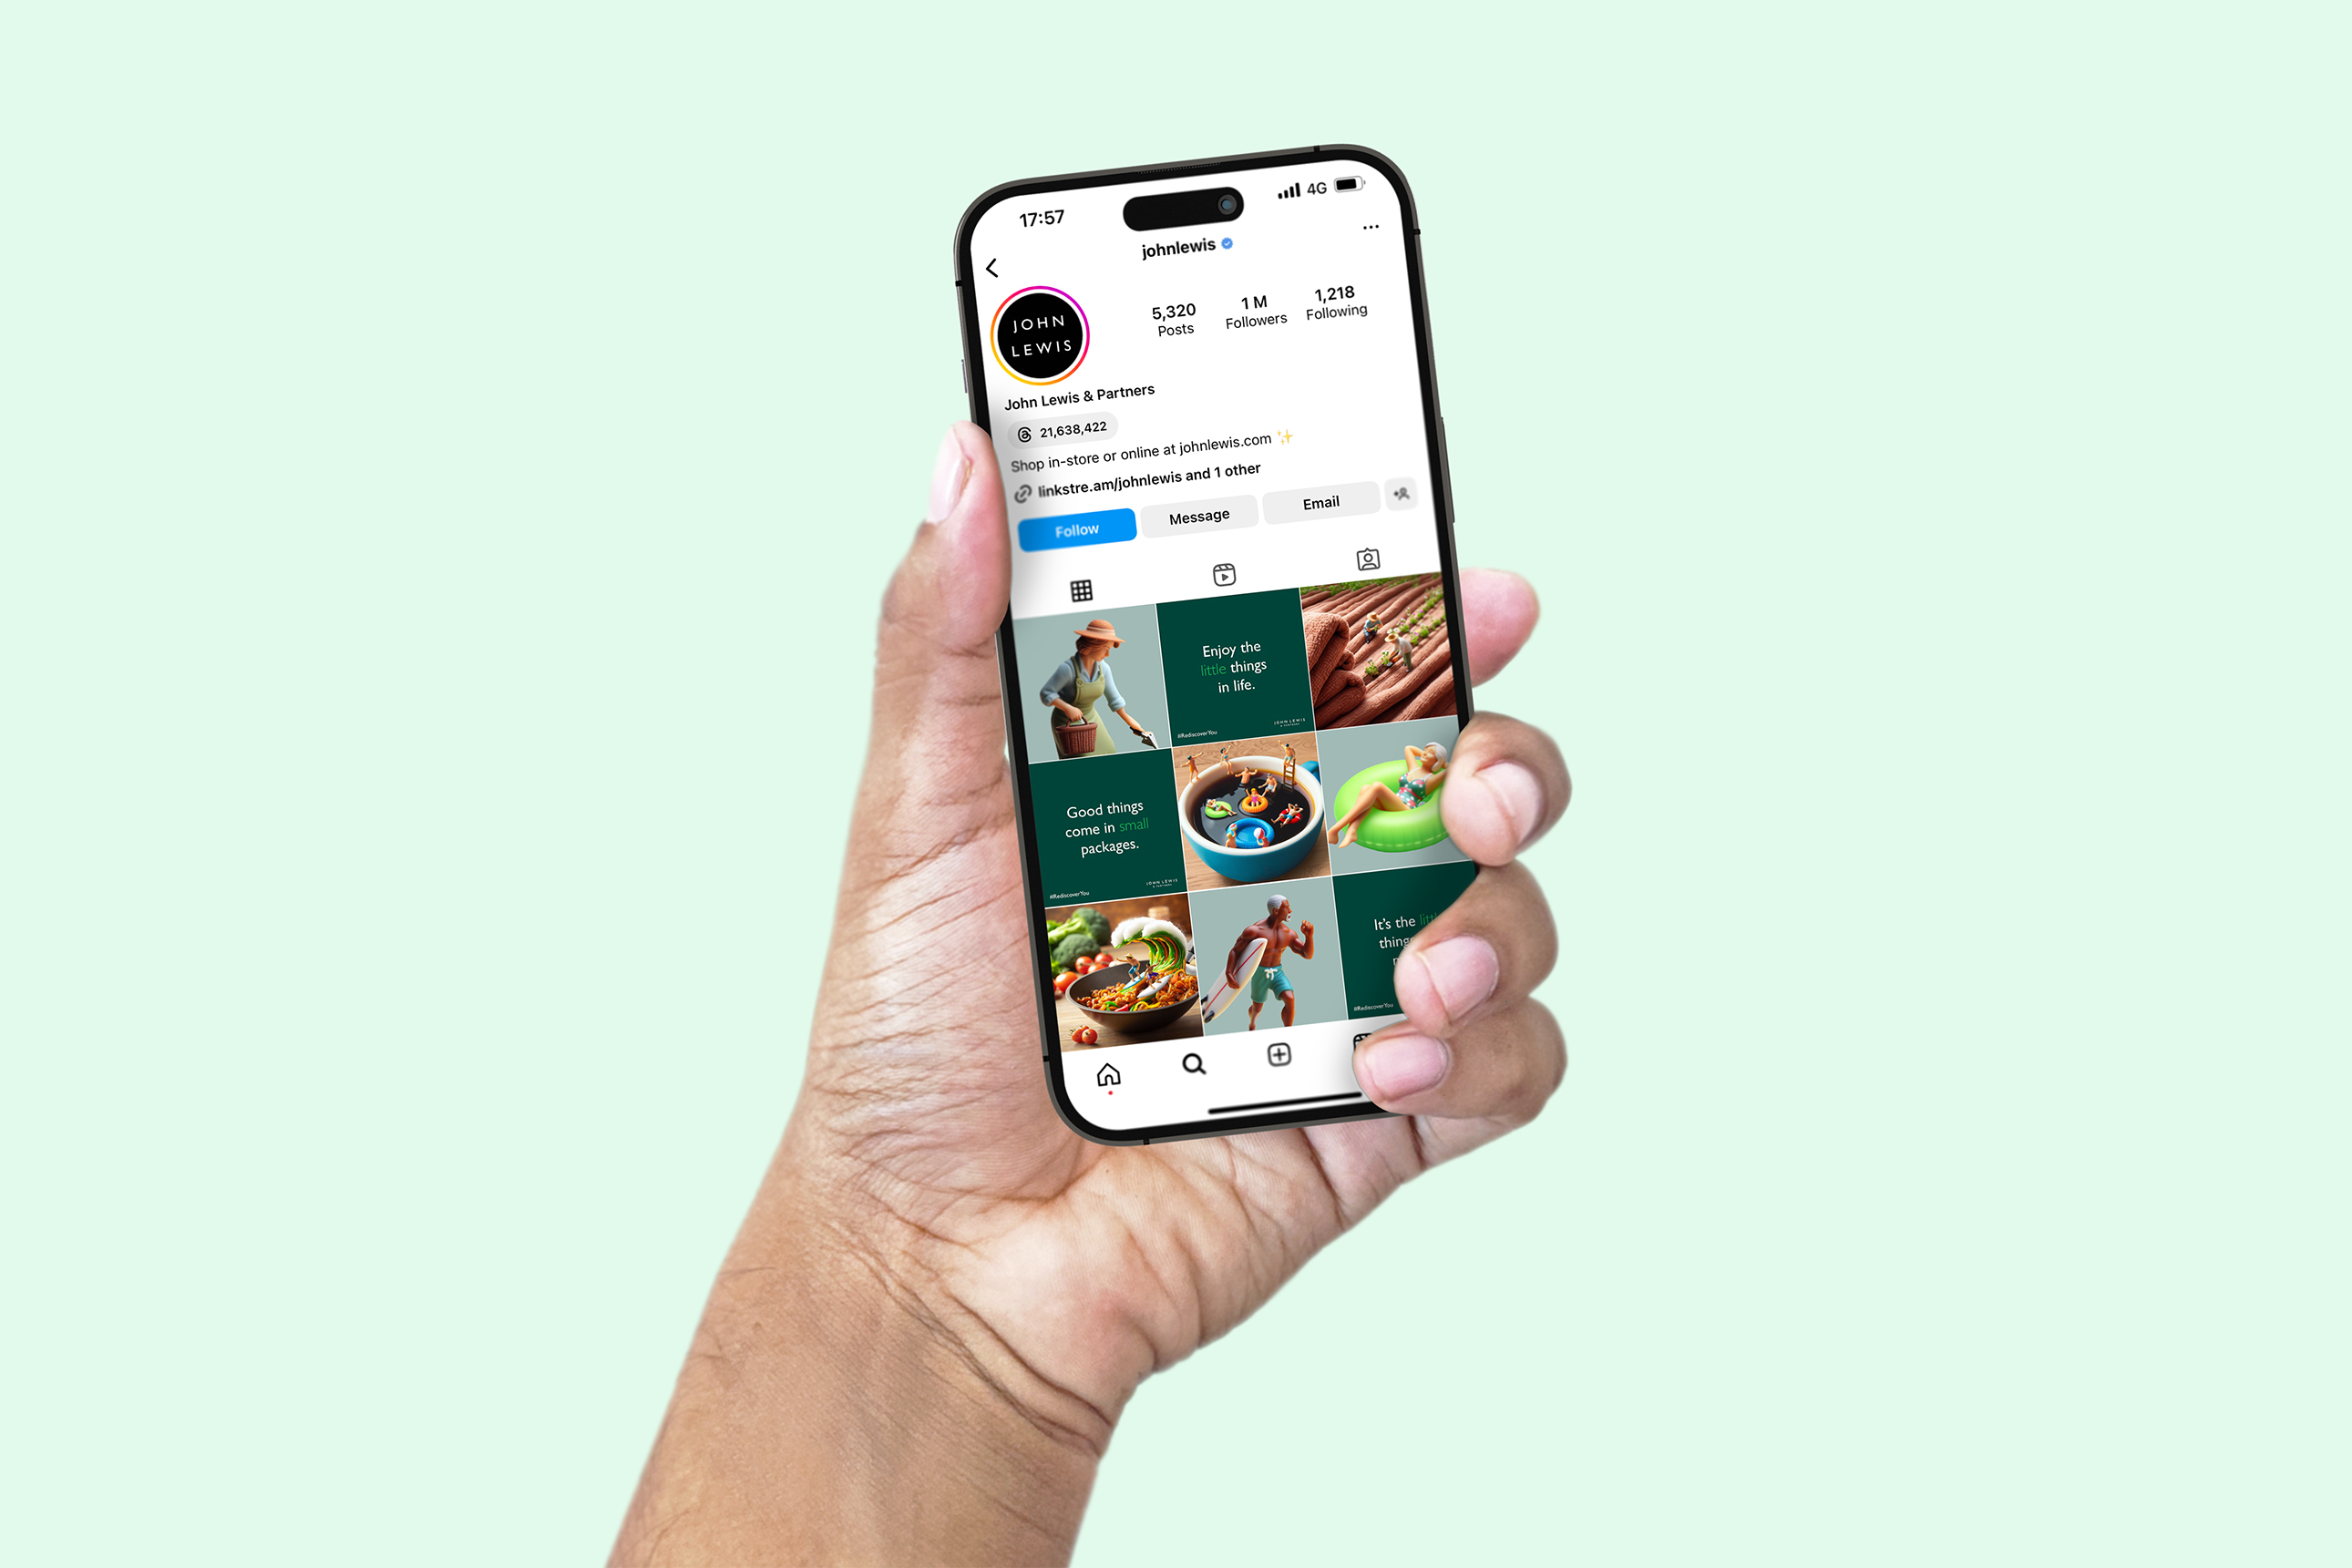 17:57
4G
johnlewis
JOHN
LEWIS
5,320
Posts
1 M
Followers
1,218
Following
John Lewis & Partners
21,638,422
Shop in-store or online at johnlewis.com ✨
linkstre.am/johnlewis and 1 other
Follow
Message
Email
Enjoy the
little things
in life.
#RediscoverYou
JOHN LEWIS
& PARTNERS
Good things
come in small
packages.
#RediscoverYou
JOHN LEWIS
& PARTNERS
It's the
#RediscoverYou